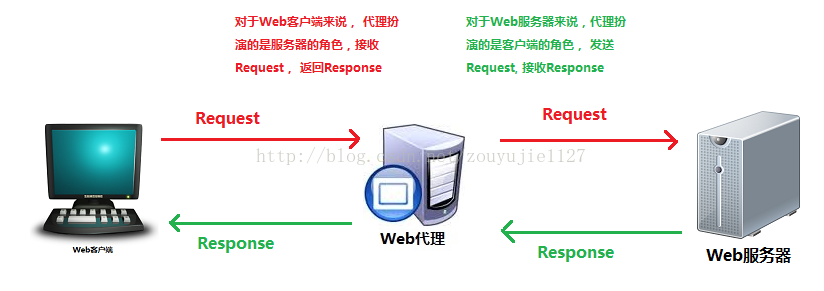 对于Web客户端来说，代理扮
演的是服务器的角色，接收
Request，返回Response
对于Web服务器来说，代理扮
演的是客户端的角色，发送
Request, 接收Response
Request
Request
Response
Response
Web客户端
Web代理
Web服务器